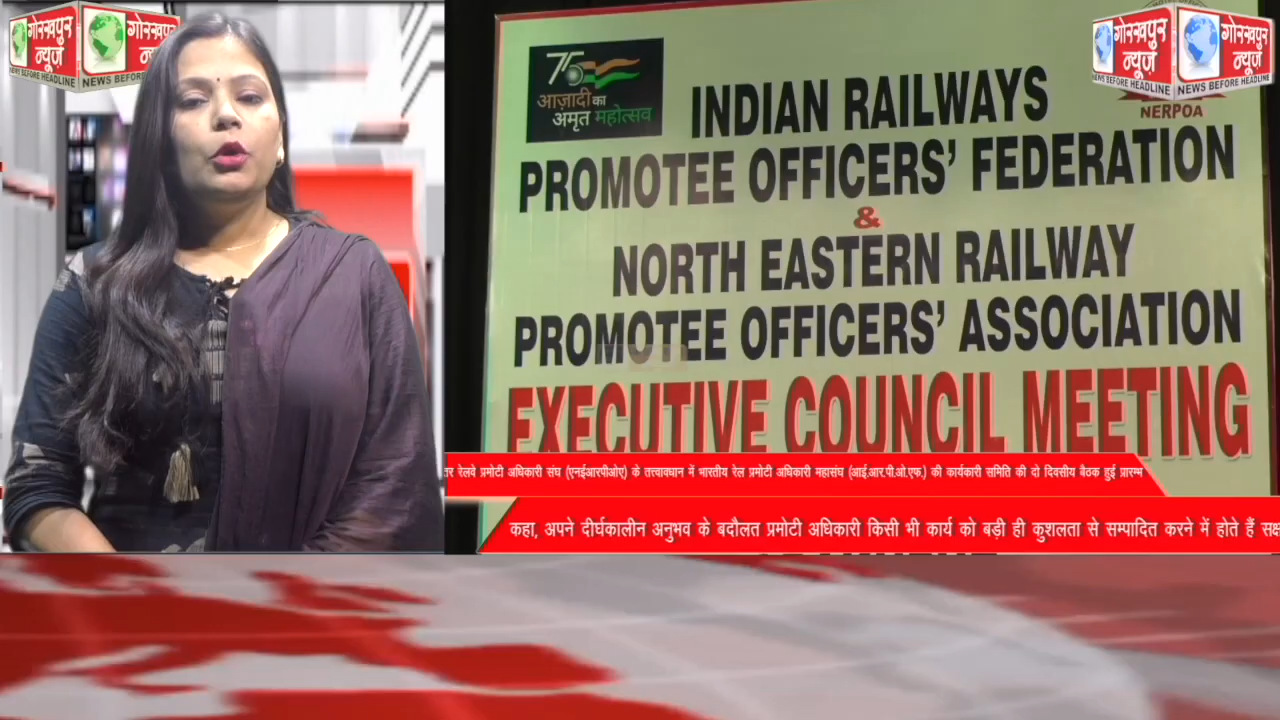 गोरखपुर
न्यूज़
NEWS BEFORE HEADLINE
गोरखपुर
न्यूज़
NEWS BEFORE
गोरखपुर
न्यूज़
NEWS BEFORE HEADLINE
गोरखपुर
न्यूज़
NEWS BEFORE HEADLINE
NERPOA
75
आज़ादी का
अमृत महोत्सव
INDIAN RAILWAYS
PROMOTEE OFFICERS' FEDERATION
&
NORTH EASTERN RAILWAY
PROMOTEE OFFICERS' ASSOCIATION
EXECUTIVE COUNCIL MEETING
रेलवे प्रमोटी अधिकारी संघ (एनईआरपीओए) के तत्त्वावधान में भारतीय रेल प्रमोटी अधिकारी महासंघ (आई.आर.पी.ओ.एफ.) की कार्यकारी समिति की दो दिवसीय बैठक हुई प्रारम्भ
कहा, अपने दीर्घकालीन अनुभव के बदौलत प्रमोटी अधिकारी किसी भी कार्य को बड़ी ही कुशलता से सम्पादित करने में होते हैं